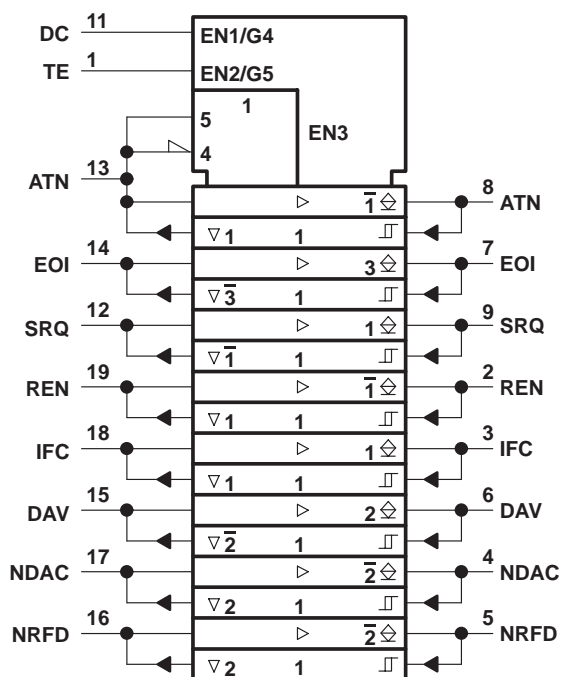 DC 11 EN1/G4
TE 1 EN2/G5
1
5 EN3
4
ATN 13
1̅ 8 ATN
1 1
EOI 14 3 7 EOI
3̅ 1
SRQ 12 1 9 SRQ
1̅ 1
REN 19 1̅ 2 REN
1 1
IFC 18 1 3 IFC
1 1
DAV 15 2 6 DAV
2̅ 1
NDAC 17 2̅ 4 NDAC
2 1
NRFD 16 2̅ 5 NRFD
2 1